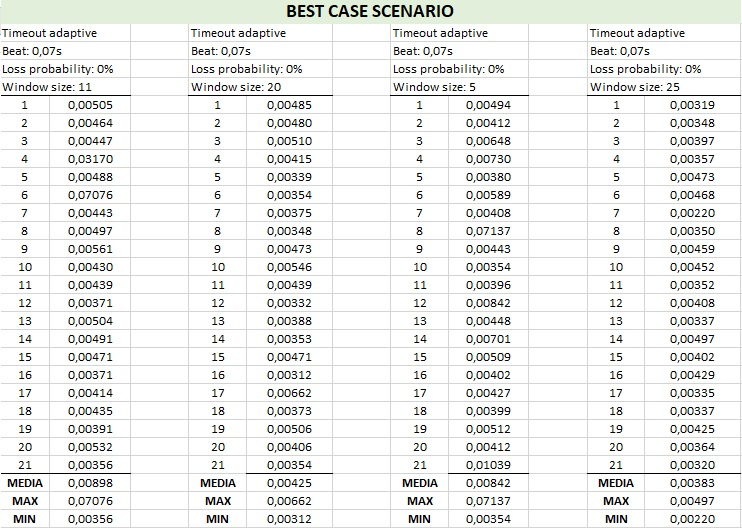 BEST CASE SCENARIO
Timeout adaptive Timeout adaptive Timeout adaptive Timeout adaptive
Beat: 0,07s Beat: 0,07s Beat: 0,07s Beat: 0,07s
Loss probability: 0% Loss probability: 0% Loss probability: 0% Loss probability: 0%
Window size: 11 Window size: 20 Window size: 5 Window size: 25
1 0,00505 1 0,00485 1 0,00494 1 0,00319
2 0,00464 2 0,00480 2 0,00412 2 0,00348
3 0,00447 3 0,00510 3 0,00648 3 0,00397
4 0,03170 4 0,00415 4 0,00730 4 0,00357
5 0,00488 5 0,00339 5 0,00380 5 0,00473
6 0,07076 6 0,00354 6 0,00589 6 0,00468
7 0,00443 7 0,00375 7 0,00408 7 0,00220
8 0,00497 8 0,00348 8 0,07137 8 0,00350
9 0,00561 9 0,00473 9 0,00443 9 0,00459
10 0,00430 10 0,00546 10 0,00354 10 0,00452
11 0,00439 11 0,00439 11 0,00396 11 0,00352
12 0,00371 12 0,00332 12 0,00842 12 0,00408
13 0,00504 13 0,00388 13 0,00448 13 0,00337
14 0,00491 14 0,00353 14 0,00701 14 0,00497
15 0,00471 15 0,00471 15 0,00509 15 0,00402
16 0,00371 16 0,00312 16 0,00402 16 0,00429
17 0,00414 17 0,00662 17 0,00427 17 0,00335
18 0,00435 18 0,00373 18 0,00399 18 0,00337
19 0,00391 19 0,00506 19 0,00512 19 0,00425
20 0,00532 20 0,00406 20 0,00412 20 0,00364
21 0,00356 21 0,00354 21 0,01039 21 0,00320
MEDIA 0,00898 MEDIA 0,00425 MEDIA 0,00842 MEDIA 0,00383
MAX 0,07076 MAX 0,00662 MAX 0,07137 MAX 0,00497
MIN 0,00356 MIN 0,00312 MIN 0,00354 MIN 0,00220